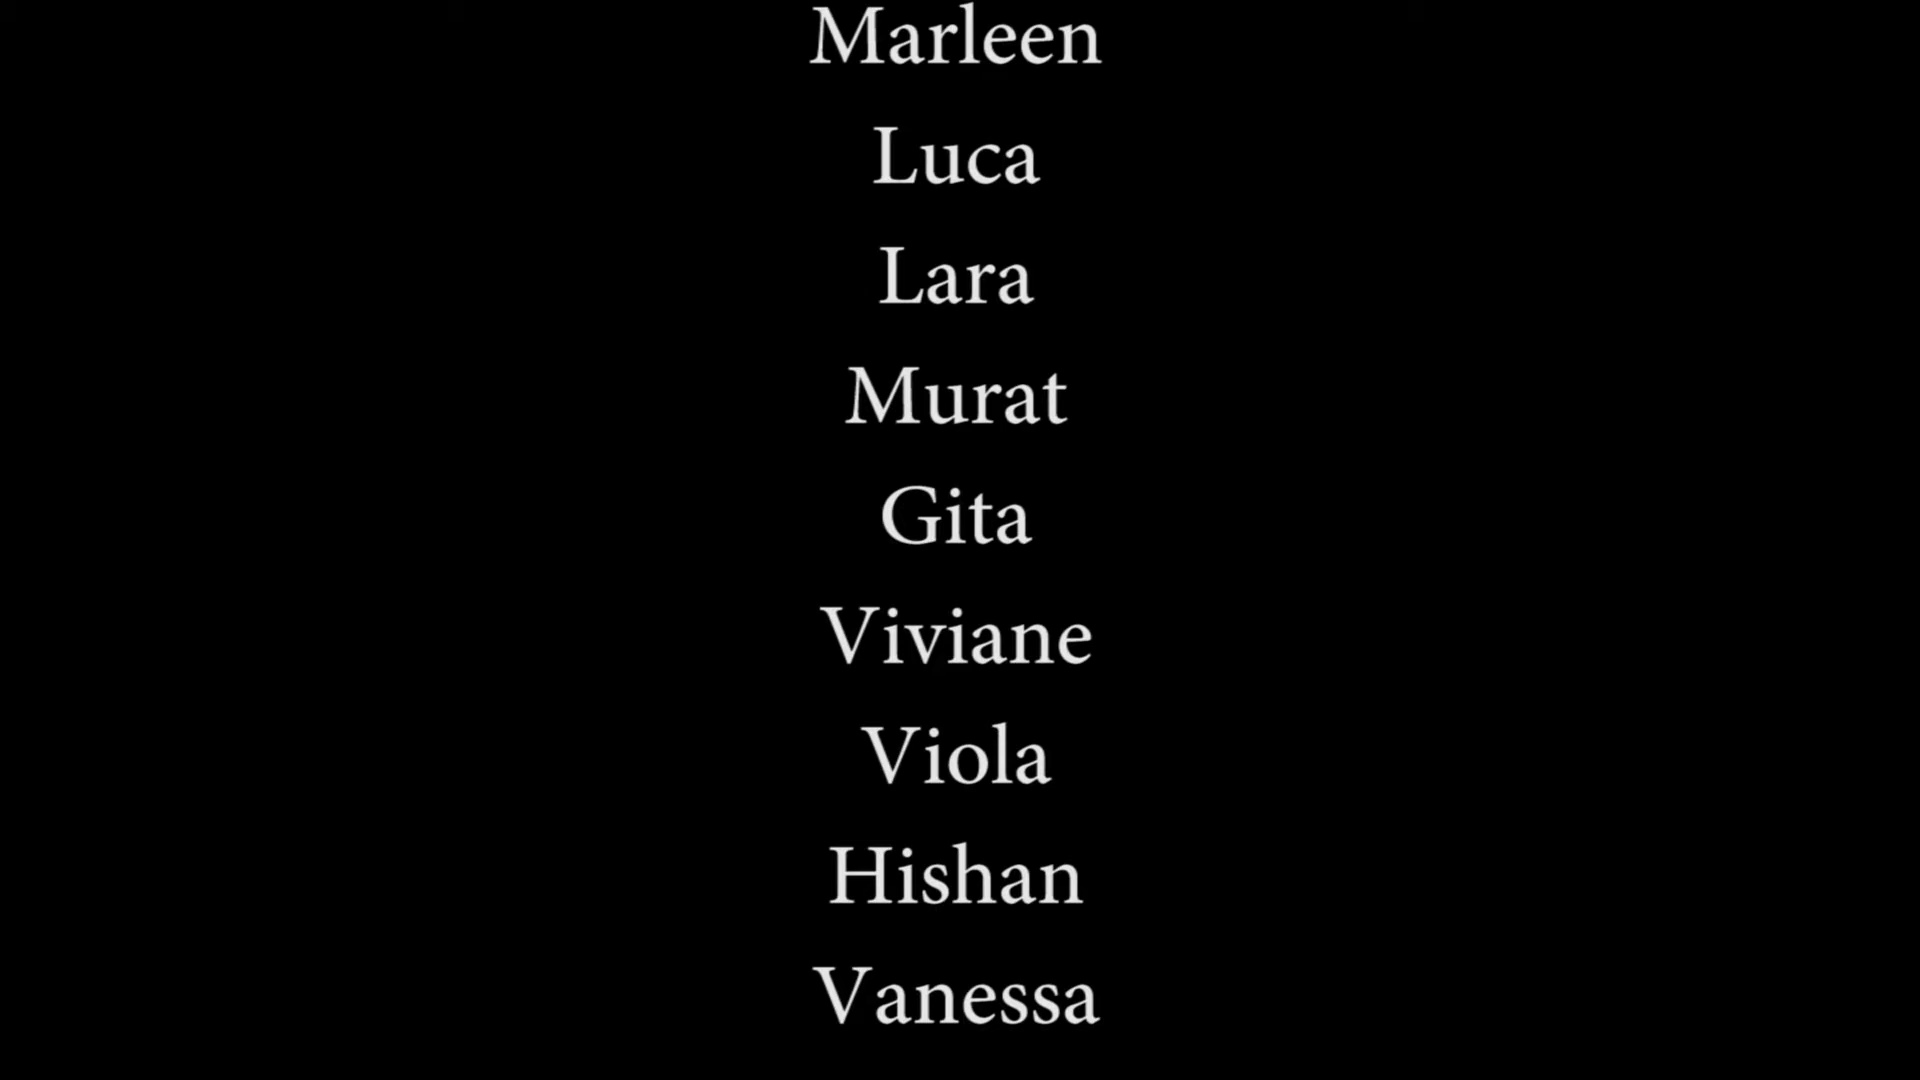 Marleen
Luca
Lara
Murat
Gita
Viviane
Viola
Hishan
Vanessa